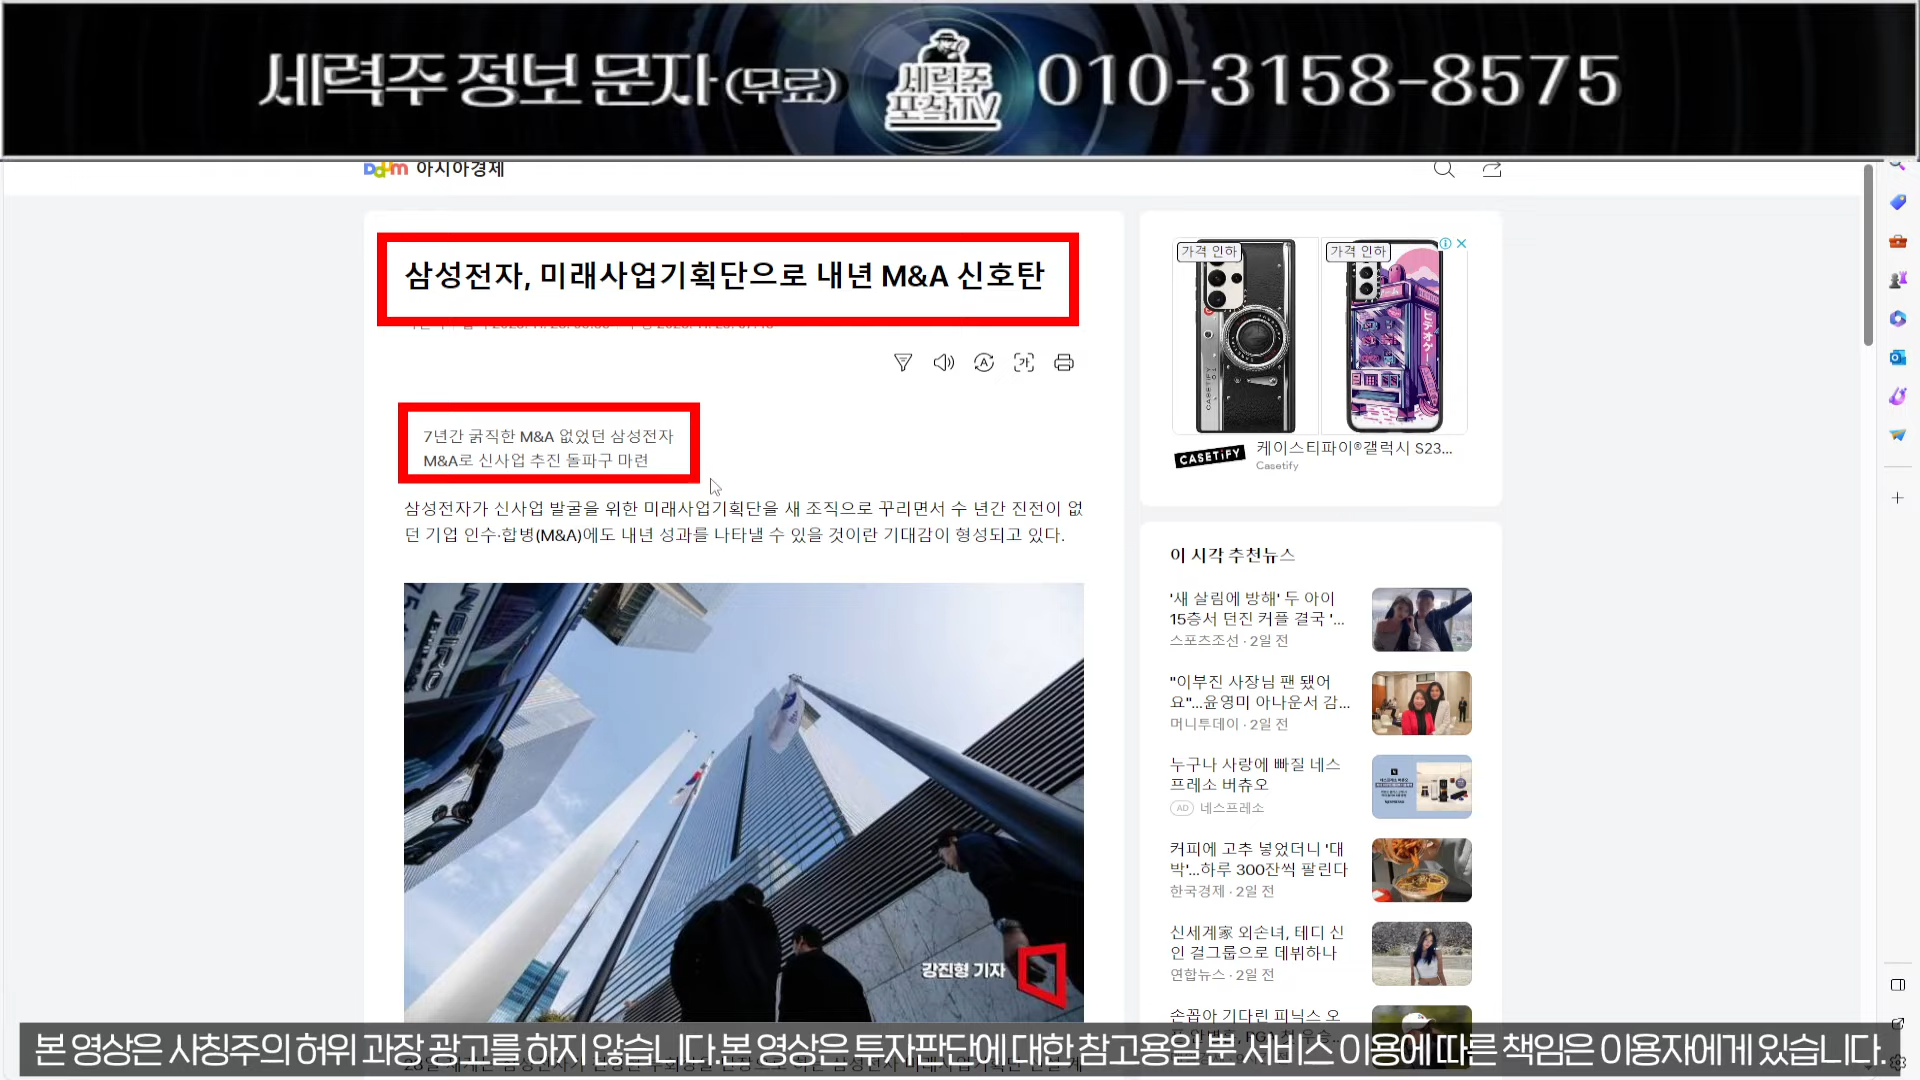 세력주 정보 문자 (무료)
세력주
포착TV
010-3158-8575
Daum 아시아경제
삼성전자, 미래사업기획단으로 내년 M&A 신호탄
7년간 굵직한 M&A 없었던 삼성전자
M&A로 신사업 추진 돌파구 마련
삼성전자가 신사업 발굴을 위한 미래사업기획단을 새 조직으로 꾸리면서 수 년간 진전이 없
던 기업 인수·합병(M&A)에도 내년 성과를 나타낼 수 있을 것이란 기대감이 형성되고 있다.
강진형 기자
가격 인하
가격 인하
CASETiFY
케이스티파이®갤럭시 S23...
Casetify
이 시각 추천뉴스
'새 살림에 방해' 두 아이
15층서 던진 커플 결국 '...
스포츠조선 · 2일 전
"이부진 사장님 팬 됐어
요"...윤영미 아나운서 감...
머니투데이 · 2일 전
누구나 사랑에 빠질 네스
프레소 버츄오
AD 네스프레소
커피에 고추 넣었더니 '대
박'...하루 300잔씩 팔린다
한국경제 · 2일 전
신세계家 외손녀, 테디 신
인 걸그룹으로 데뷔하나
연합뉴스 · 2일 전
손꼽아 기다린 피닉스 오
본 영상은 사칭주의 허위 과장 광고를 하지 않습니다.본 영상은 투자판단에 대한 참고용일 뿐 서비스 이용에 따른 책임은 이용자에게 있습니다.